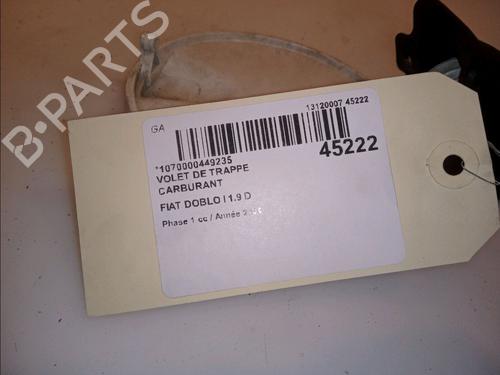 B-PARTS
GA
13120007 45222
*1070000449235
45222
VOLET DE TRAPPE
CARBURANT
FIAT DOBLO I 1.9 D
Phase 1 cc / Année